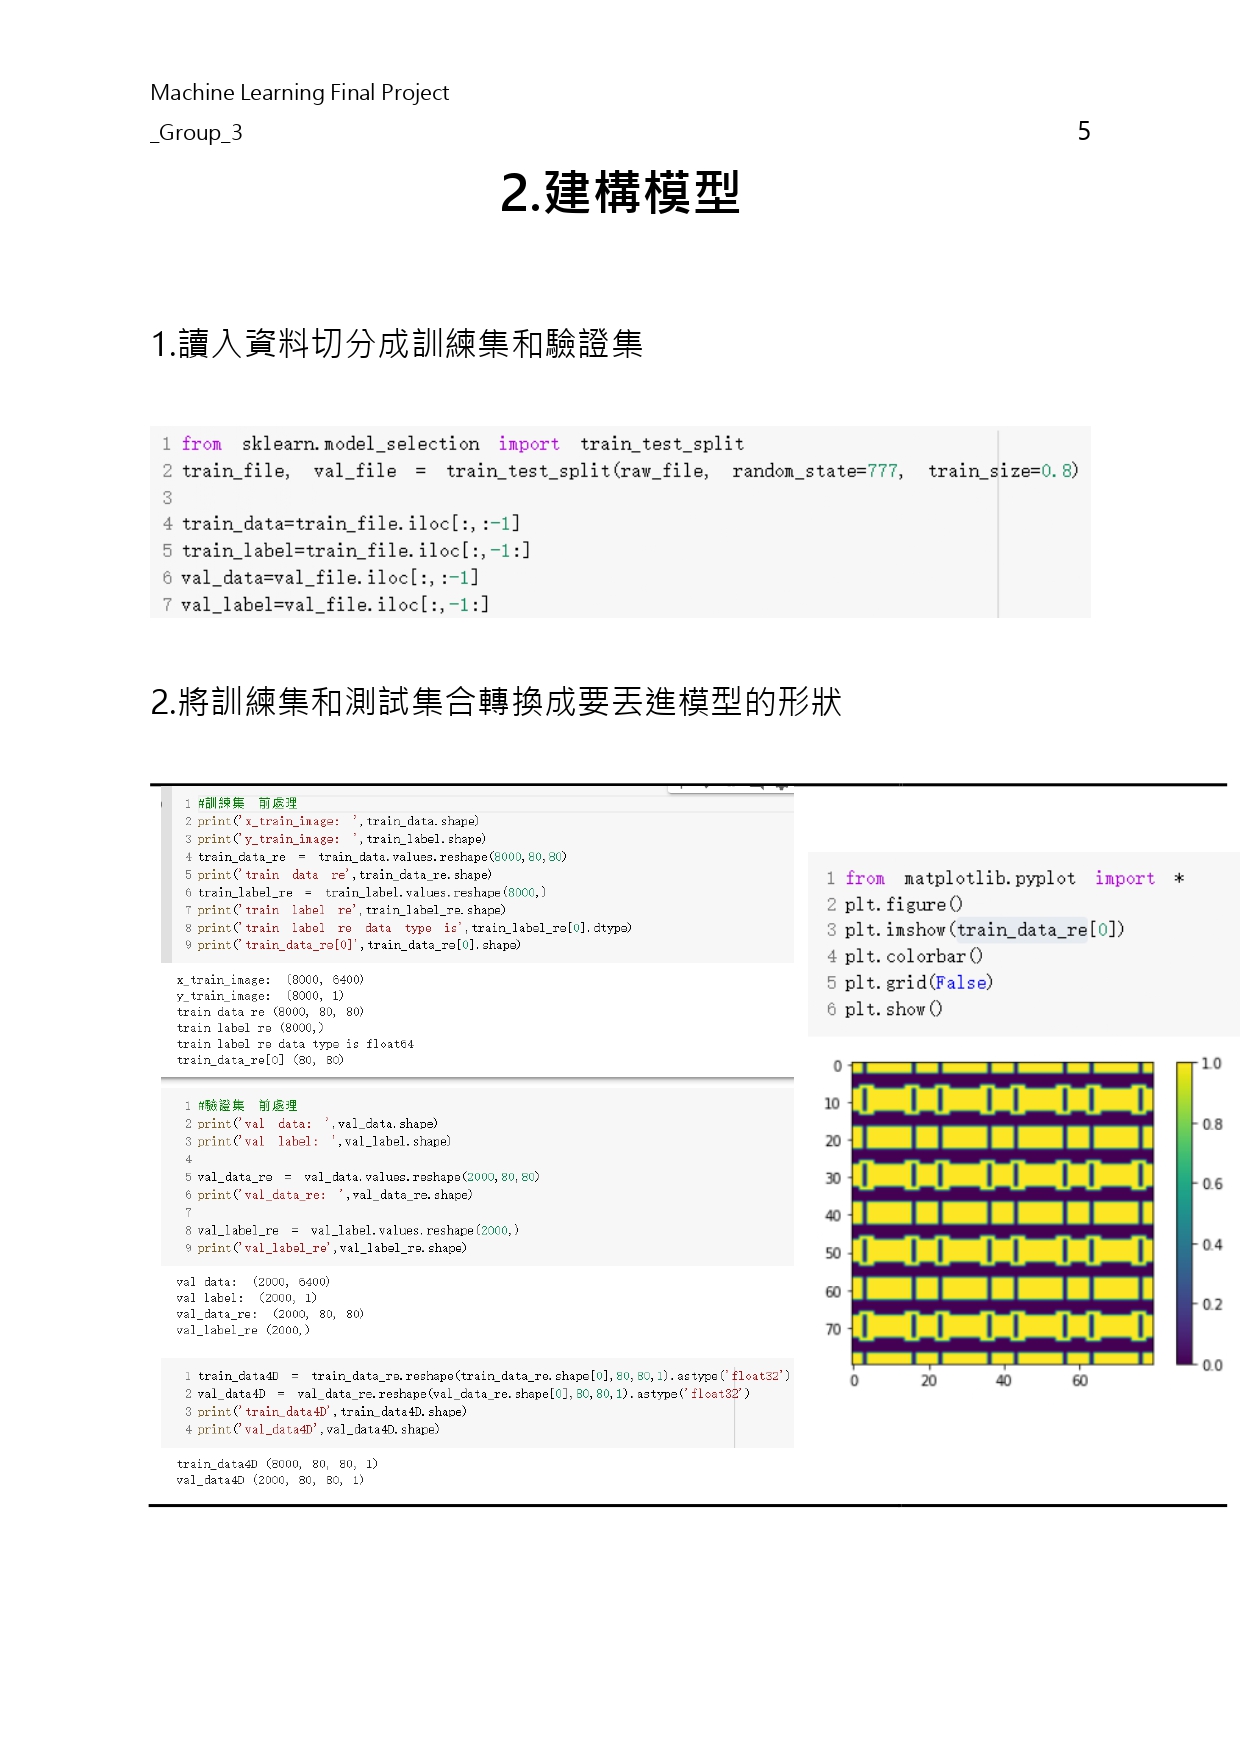 Machine Learning Final Project
_Group_3
5
2.建構模型
1.讀入資料切分成訓練集和驗證集
1 from sklearn.model_selection import train_test_split
2 train_file, val_file = train_test_split(raw_file, random_state=777, train_size=0.8)
3
4 train_data=train_file.iloc[:,:-1]
5 train_label=train_file.iloc[:,-1:]
6 val_data=val_file.iloc[:,:-1]
7 val_label=val_file.iloc[:,-1:]
2.將訓練集和測試集合轉換成要丟進模型的形狀
1 #訓練集 前處理
2 print('x_train_image: ',train_data.shape)
3 print('y_train_image: ',train_label.shape)
4 train_data_re = train_data.values.reshape(8000,80,80)
5 print('train data re',train_data_re.shape)
6 train_label_re = train_label.values.reshape(8000,)
7 print('train label re',train_label_re.shape)
8 print('train label re data type is',train_label_re[0].dtype)
9 print('train_data_re[0]',train_data_re[0].shape)
x_train_image: (8000, 6400)
y_train_image: (8000, 1)
train data re (8000, 80, 80)
train label re (8000,)
train label re data type is float64
train_data_re[0] (80, 80)
1 #驗證集 前處理
2 print('val data: ',val_data.shape)
3 print('val label: ',val_label.shape)
4
5 val_data_re = val_data.values.reshape(2000,80,80)
6 print('val_data_re: ',val_data_re.shape)
7
8 val_label_re = val_label.values.reshape(2000,)
9 print('val_label_re',val_label_re.shape)
val data: (2000, 6400)
val label: (2000, 1)
val_data_re: (2000, 80, 80)
val_label_re (2000,)
1 train_data4D = train_data_re.reshape(train_data_re.shape[0],80,80,1).astype('float32')
2 val_data4D = val_data_re.reshape(val_data_re.shape[0],80,80,1).astype('float32')
3 print('train_data4D',train_data4D.shape)
4 print('val_data4D',val_data4D.shape)
train_data4D (8000, 80, 80, 1)
val_data4D (2000, 80, 80, 1)
1 from matplotlib.pyplot import *
2 plt.figure()
3 plt.imshow(train_data_re[0])
4 plt.colorbar()
5 plt.grid(False)
6 plt.show()
0
10
20
30
40
50
60
70
0 20 40 60
1.0
0.8
0.6
0.4
0.2
0.0